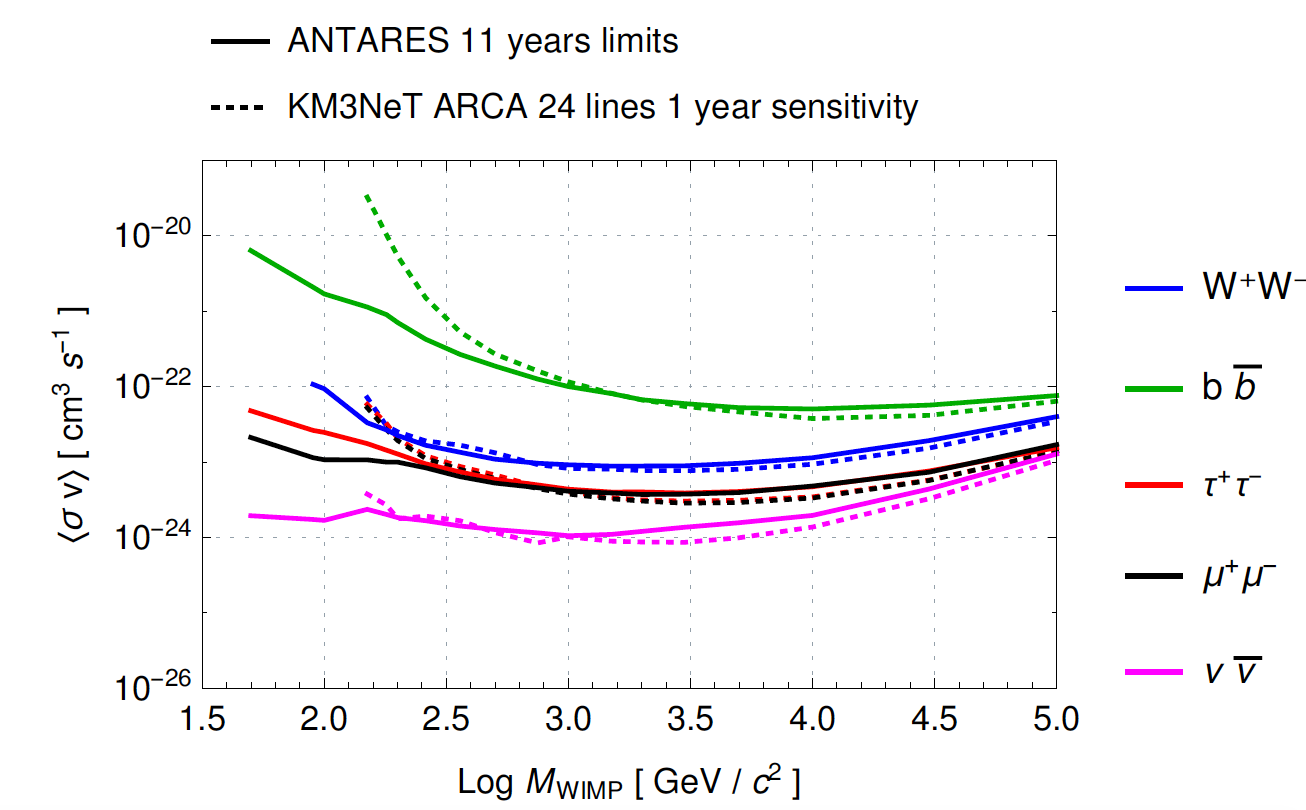 ANTARES 11 years limits
KM3NeT ARCA 24 lines 1 year sensitivity
10⁻²⁰
10⁻²²
10⁻²⁴
10⁻²⁶
⟨σ v⟩ [ cm³ s⁻¹ ]
1.5 2.0 2.5 3.0 3.5 4.0 4.5 5.0
Log M_WIMP [ GeV / c² ]
W⁺W⁻
b b̅
τ⁺τ⁻
μ⁺μ⁻
ν ν̅